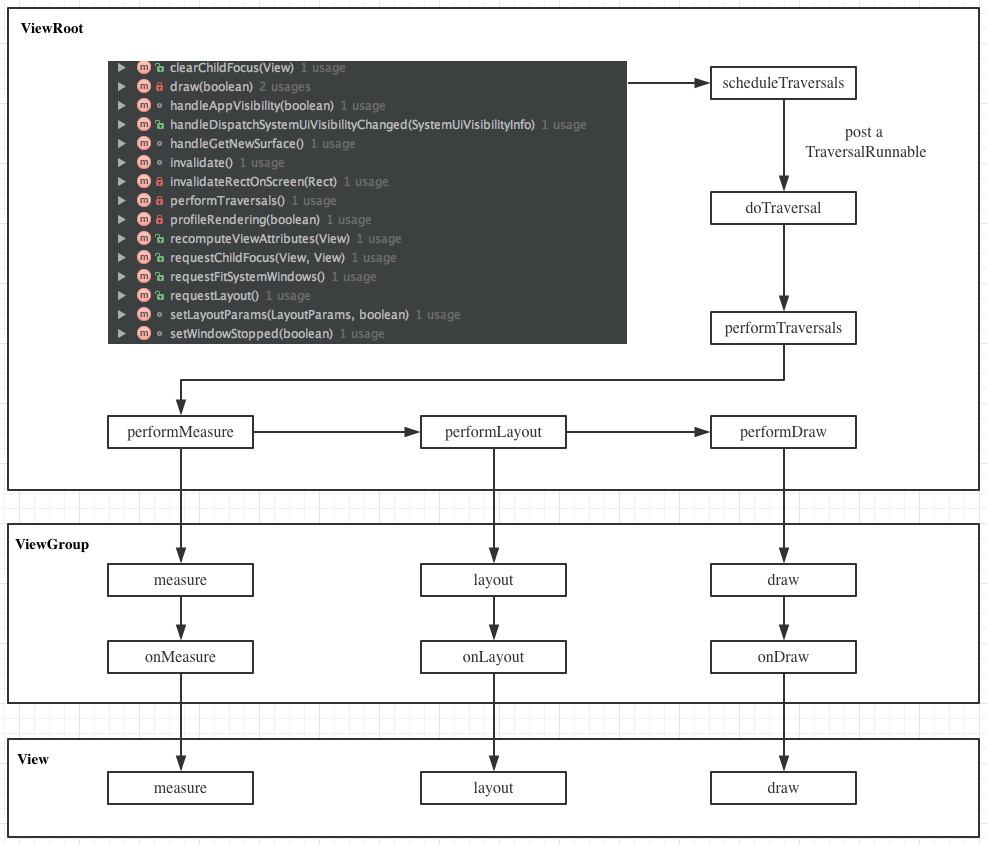 ViewRoot
clearChildFocus(View) 1 usage
draw(boolean) 2 usages
handleAppVisibility(boolean) 1 usage
handleDispatchSystemUiVisibilityChanged(SystemUiVisibilityInfo) 1 usage
handleGetNewSurface() 1 usage
invalidate() 1 usage
invalidateRectOnScreen(Rect) 1 usage
performTraversals() 1 usage
profileRendering(boolean) 1 usage
recomputeViewAttributes(View) 1 usage
requestChildFocus(View, View) 1 usage
requestFitSystemWindows() 1 usage
requestLayout() 1 usage
setLayoutParams(LayoutParams, boolean) 1 usage
setWindowStopped(boolean) 1 usage
scheduleTraversals
post a
TraversalRunnable
doTraversal
performTraversals
performMeasure
performLayout
performDraw
ViewGroup
measure
layout
draw
onMeasure
onLayout
onDraw
View
measure
layout
draw